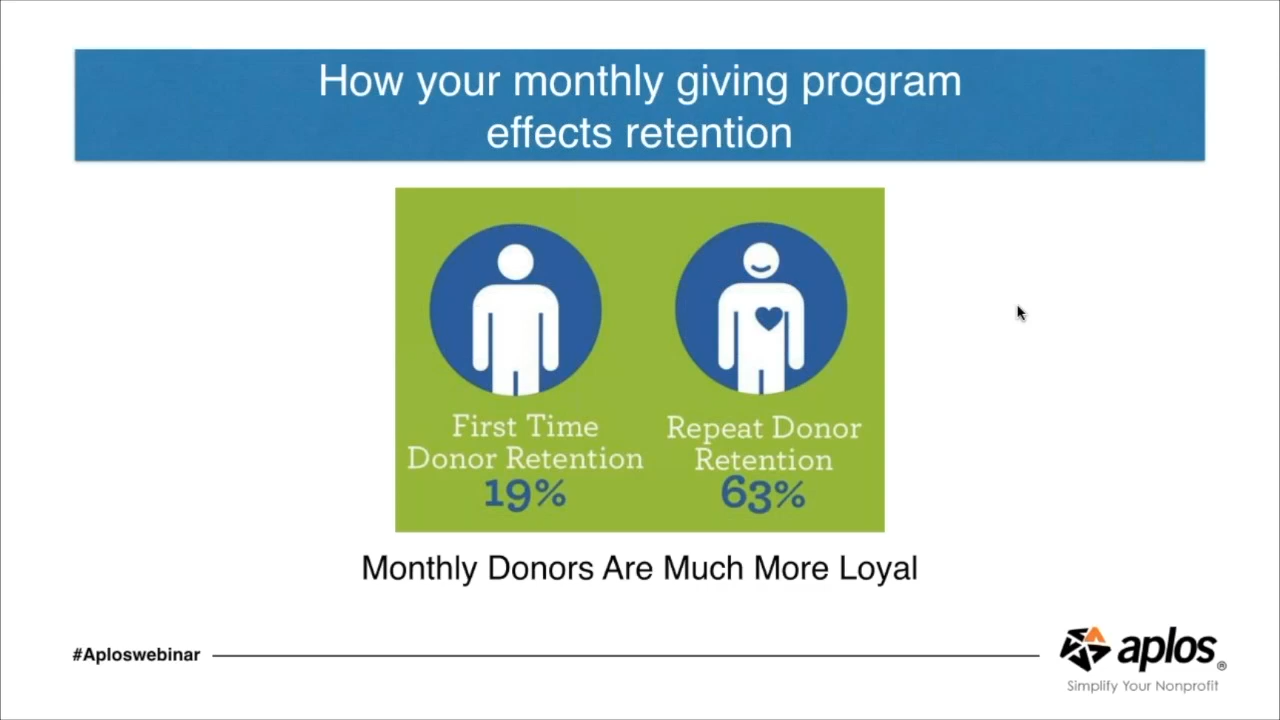 How your monthly giving program
effects retention
First Time
Donor Retention
19%
Repeat Donor
Retention
63%
Monthly Donors Are Much More Loyal
#Aploswebinar
aplos®
Simplify Your Nonprofit